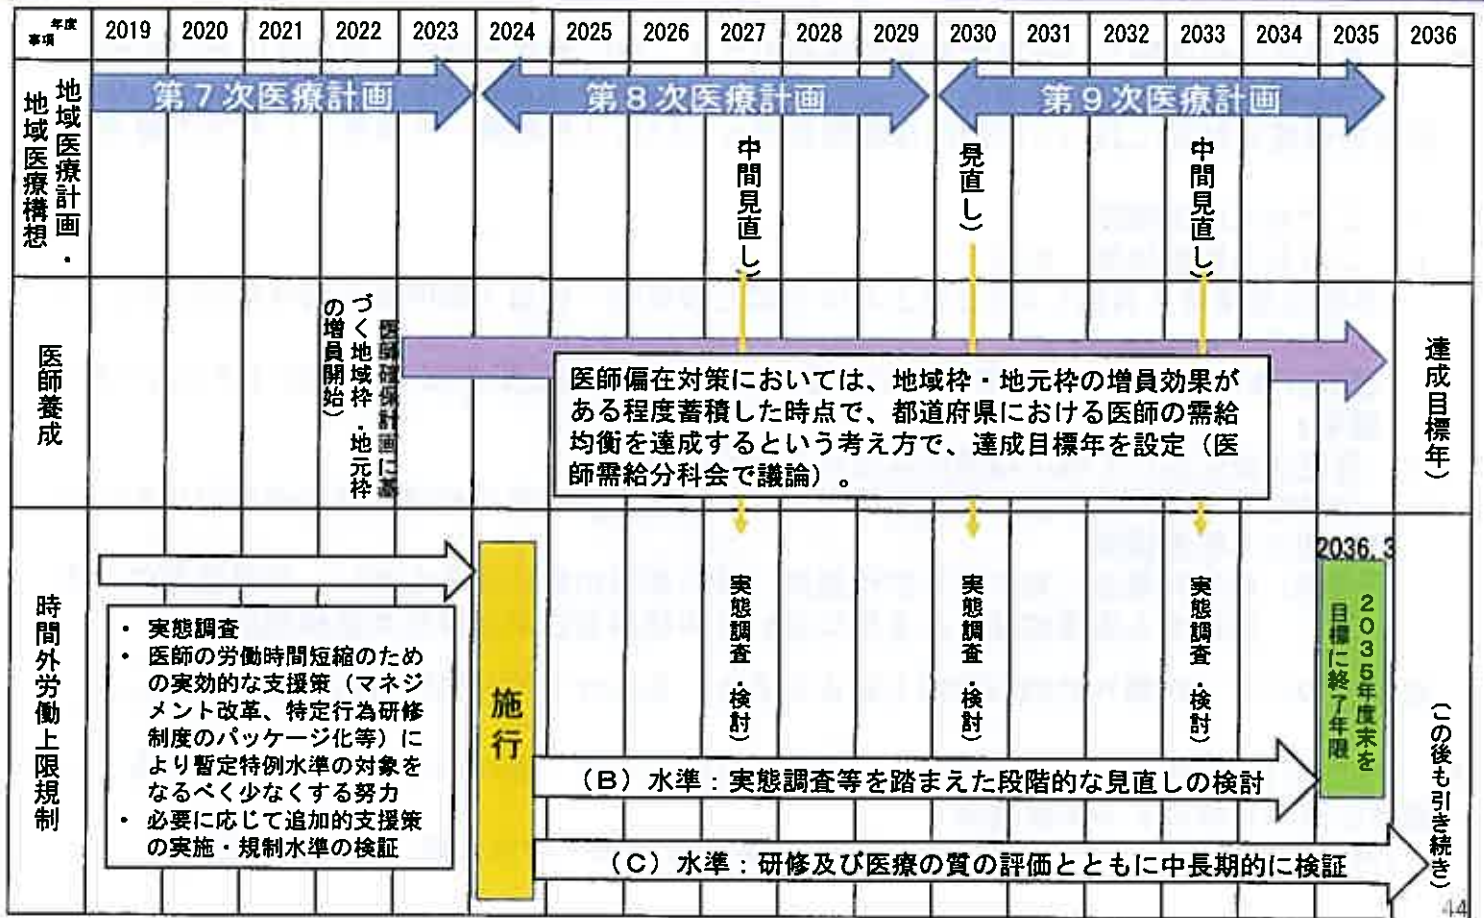 年度
事項
2019 2020 2021 2022 2023 2024 2025 2026 2027 2028 2029 2030 2031 2032 2033 2034 2035 2036
地域医療計画・
地域医療構想
第７次医療計画
第８次医療計画
第９次医療計画
中間見直し）
見直し）
中間見直し）
医師養成
医師確保計画に基
づく地域枠・地元枠
の増員開始）
医師偏在対策においては、地域枠・地元枠の増員効果が
ある程度蓄積した時点で、都道府県における医師の需給
均衡を達成するという考え方で、達成目標年を設定（医
師需給分科会で議論）。
達成目標年）
時間外労働上限規制
・ 実態調査
・ 医師の労働時間短縮のため
の実効的な支援策（マネジ
メント改革、特定行為研修
制度のパッケージ化等）に
より暫定特例水準の対象を
なるべく少なくする努力
・ 必要に応じて追加的支援策
の実施・規制水準の検証
施行
実態調査・検討）
実態調査・検討）
実態調査・検討）
2036.3
２０３５年度末を
目標に終了年限
（Ｂ）水準：実態調査等を踏まえた段階的な見直しの検討
（Ｃ）水準：研修及び医療の質の評価とともに中長期的に検証
（この後も引き続き）
44